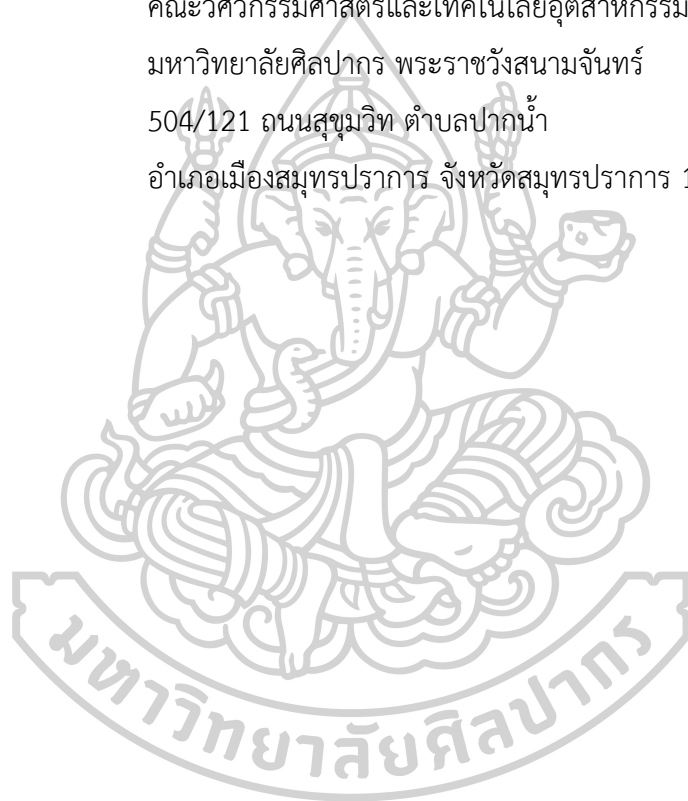 คณะวิศวกรรมศาสตร์และเทคโนโลยีอุตสาหกรรม
มหาวิทยาลัยศิลปากร พระราชวังสนามจันทร์
504/121 ถนนสุขุมวิท ตำบลปากน้ำ
อำเภอเมืองสมุทรปราการ จังหวัดสมุทรปราการ 1
มหาวิทยาลัยศิลปากร